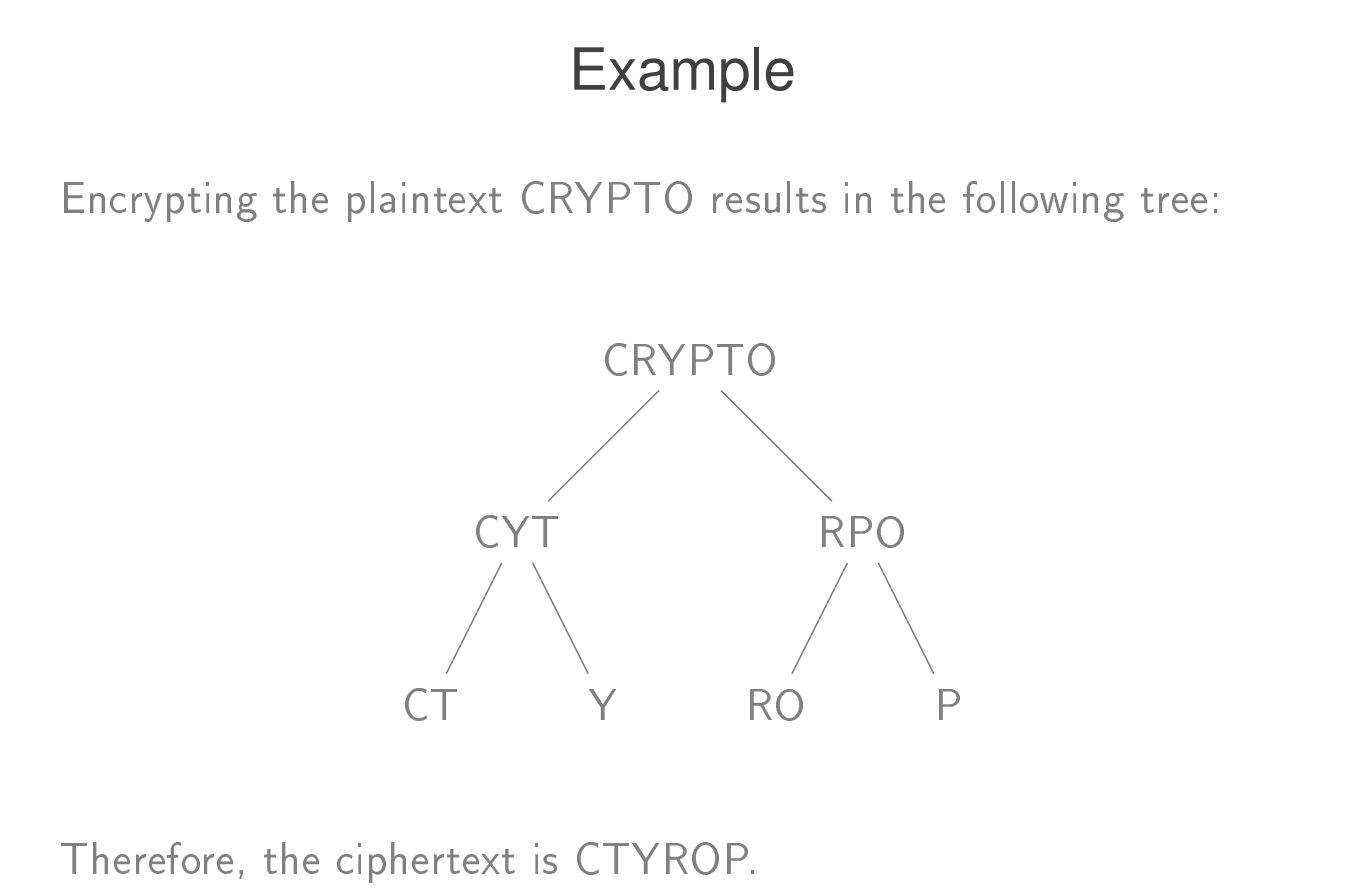 Example
Encrypting the plaintext CRYPTO results in the following tree:
CRYPTO
CYT RPO
CT Y RO P
Therefore, the ciphertext is CTYROP.